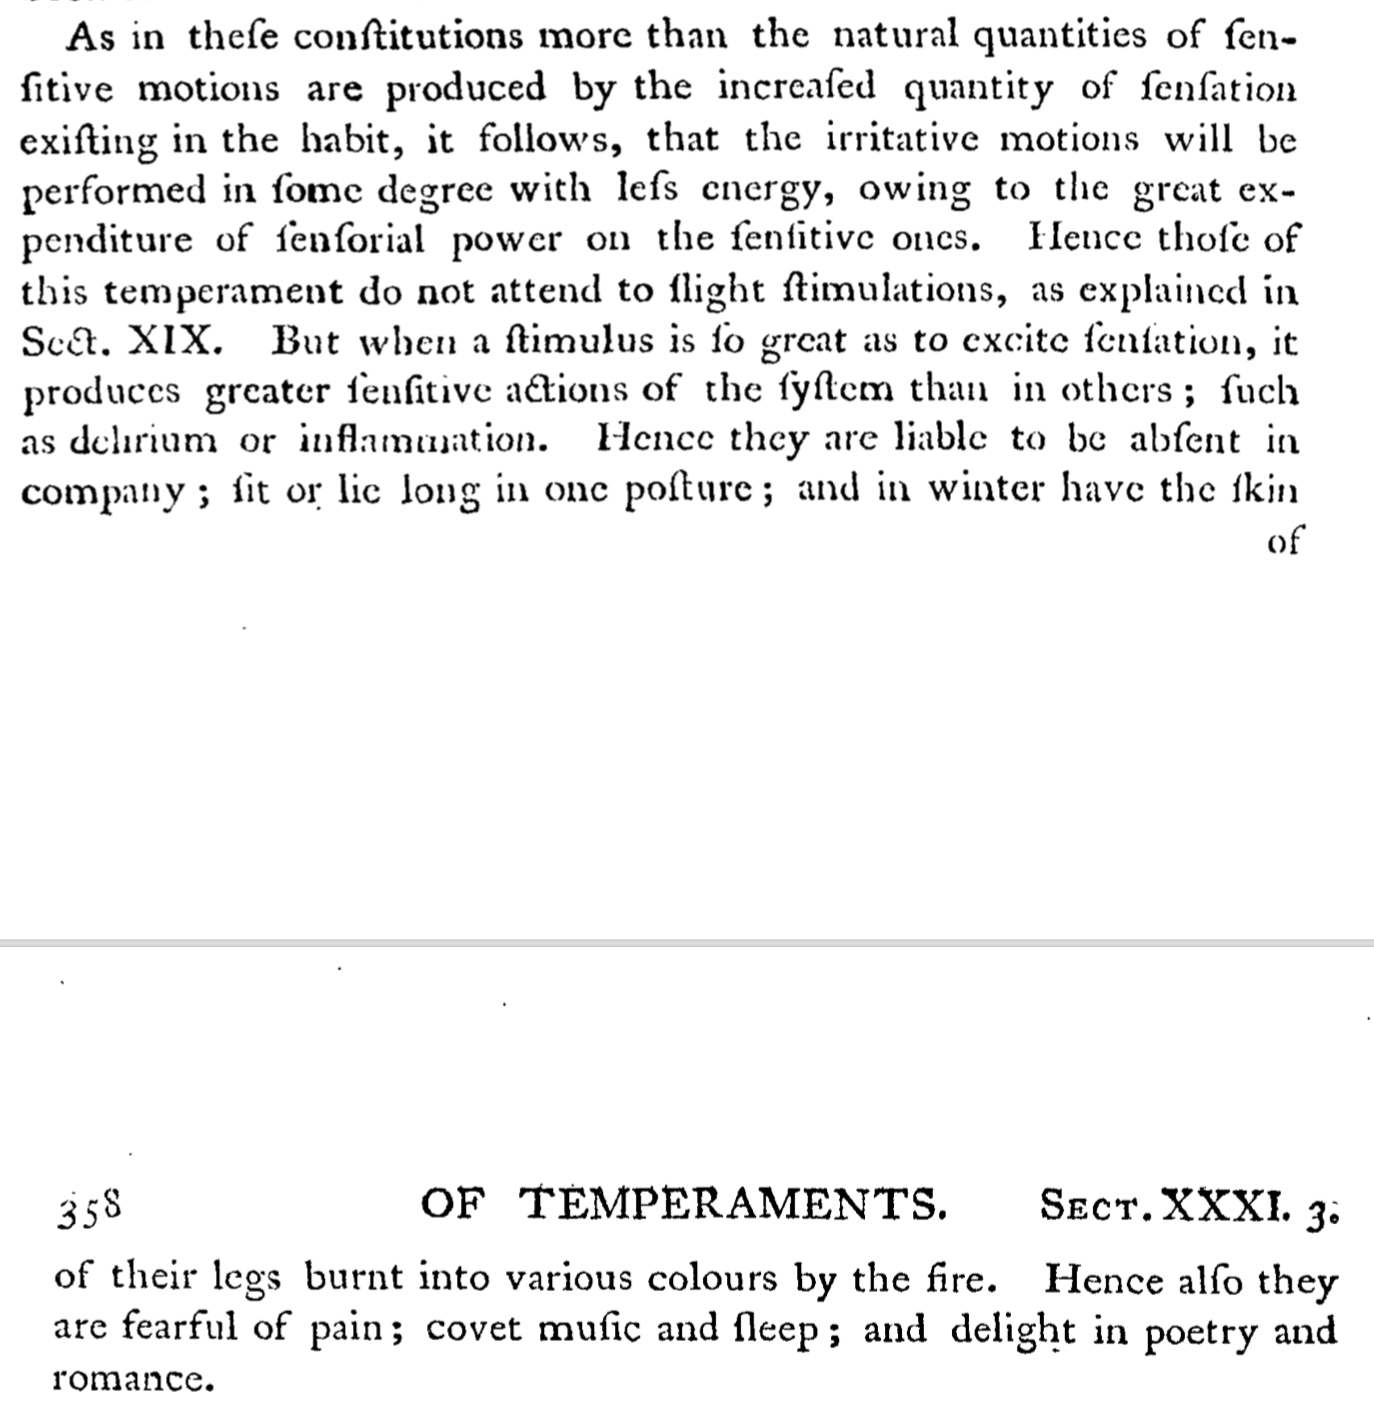 As in theſe conſtitutions more than the natural quantities of ſen-
ſitive motions are produced by the increaſed quantity of ſenſation
exiſting in the habit, it follows, that the irritative motions will be
performed in ſome degree with leſs energy, owing to the great ex-
penditure of ſenſorial power on the ſenſitive ones. Hence thoſe of
this temperament do not attend to ſlight ſtimulations, as explained in
Sect. XIX. But when a ſtimulus is ſo great as to excite ſenſation, it
produces greater ſenſitive actions of the ſyſtem than in others; ſuch
as delirium or inflammation. Hence they are liable to be abſent in
company; ſit or lie long in one poſture; and in winter have the ſkin
of
358 OF TEMPERAMENTS. SECT. XXXI. 3.
of their legs burnt into various colours by the fire. Hence alſo they
are fearful of pain; covet muſic and ſleep; and delight in poetry and
romance.